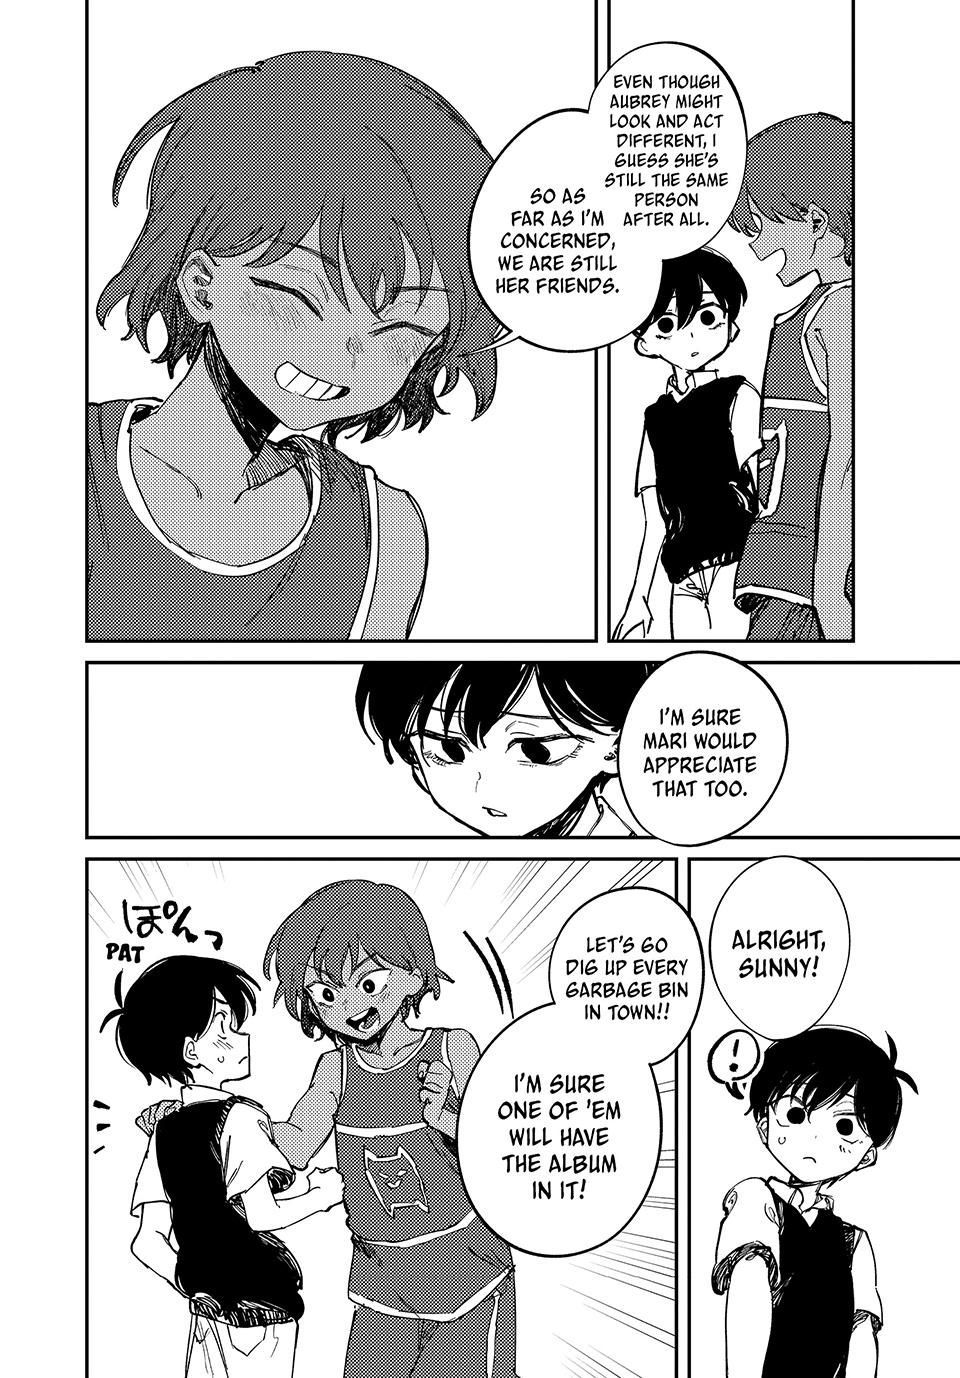 EVEN THOUGH
AUBREY MIGHT
LOOK AND ACT
DIFFERENT, I
GUESS SHE'S
STILL THE SAME
PERSON
AFTER ALL.
SO AS
FAR AS I'M
CONCERNED,
WE ARE STILL
HER FRIENDS.
I'M SURE
MARI WOULD
APPRECIATE
THAT TOO.
ALRIGHT,
SUNNY!
!
LET'S GO
DIG UP EVERY
GARBAGE BIN
IN TOWN!!
I'M SURE
ONE OF 'EM
WILL HAVE
THE ALBUM
IN IT!
ぽんっ
PAT